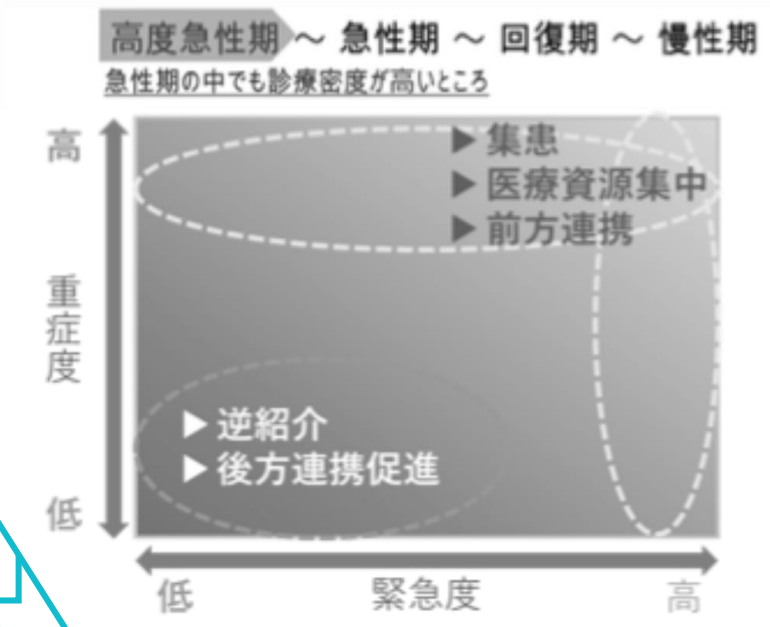 高度急性期 ～ 急性期 ～ 回復期 ～ 慢性期
急性期の中でも診療密度が高いところ
高
▶ 集患
▶ 医療資源集中
▶ 前方連携
重症度
▶ 逆紹介
▶ 後方連携促進
低
低 緊急度 高